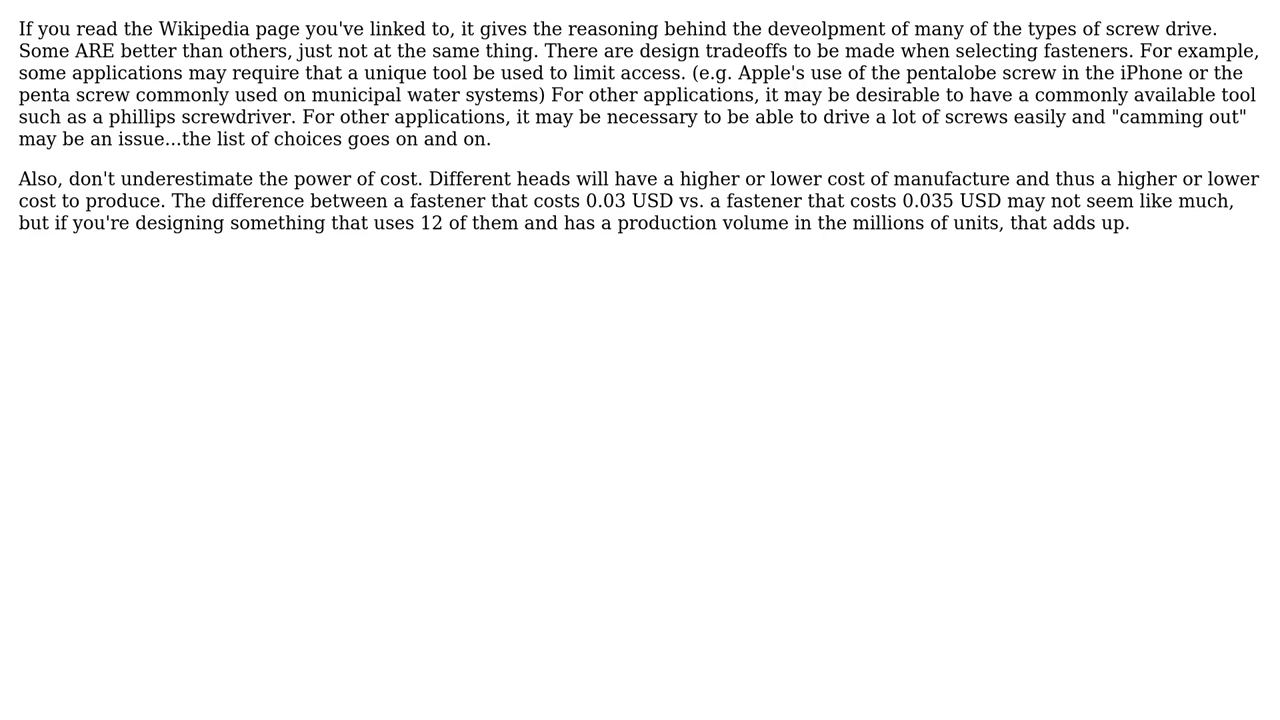 If you read the Wikipedia page you've linked to, it gives the reasoning behind the deveolpment of many of the types of screw drive.
Some ARE better than others, just not at the same thing. There are design tradeoffs to be made when selecting fasteners. For example,
some applications may require that a unique tool be used to limit access. (e.g. Apple's use of the pentalobe screw in the iPhone or the
penta screw commonly used on municipal water systems) For other applications, it may be desirable to have a commonly available tool
such as a phillips screwdriver. For other applications, it may be necessary to be able to drive a lot of screws easily and "camming out"
may be an issue...the list of choices goes on and on.
Also, don't underestimate the power of cost. Different heads will have a higher or lower cost of manufacture and thus a higher or lower
cost to produce. The difference between a fastener that costs 0.03 USD vs. a fastener that costs 0.035 USD may not seem like much,
but if you're designing something that uses 12 of them and has a production volume in the millions of units, that adds up.